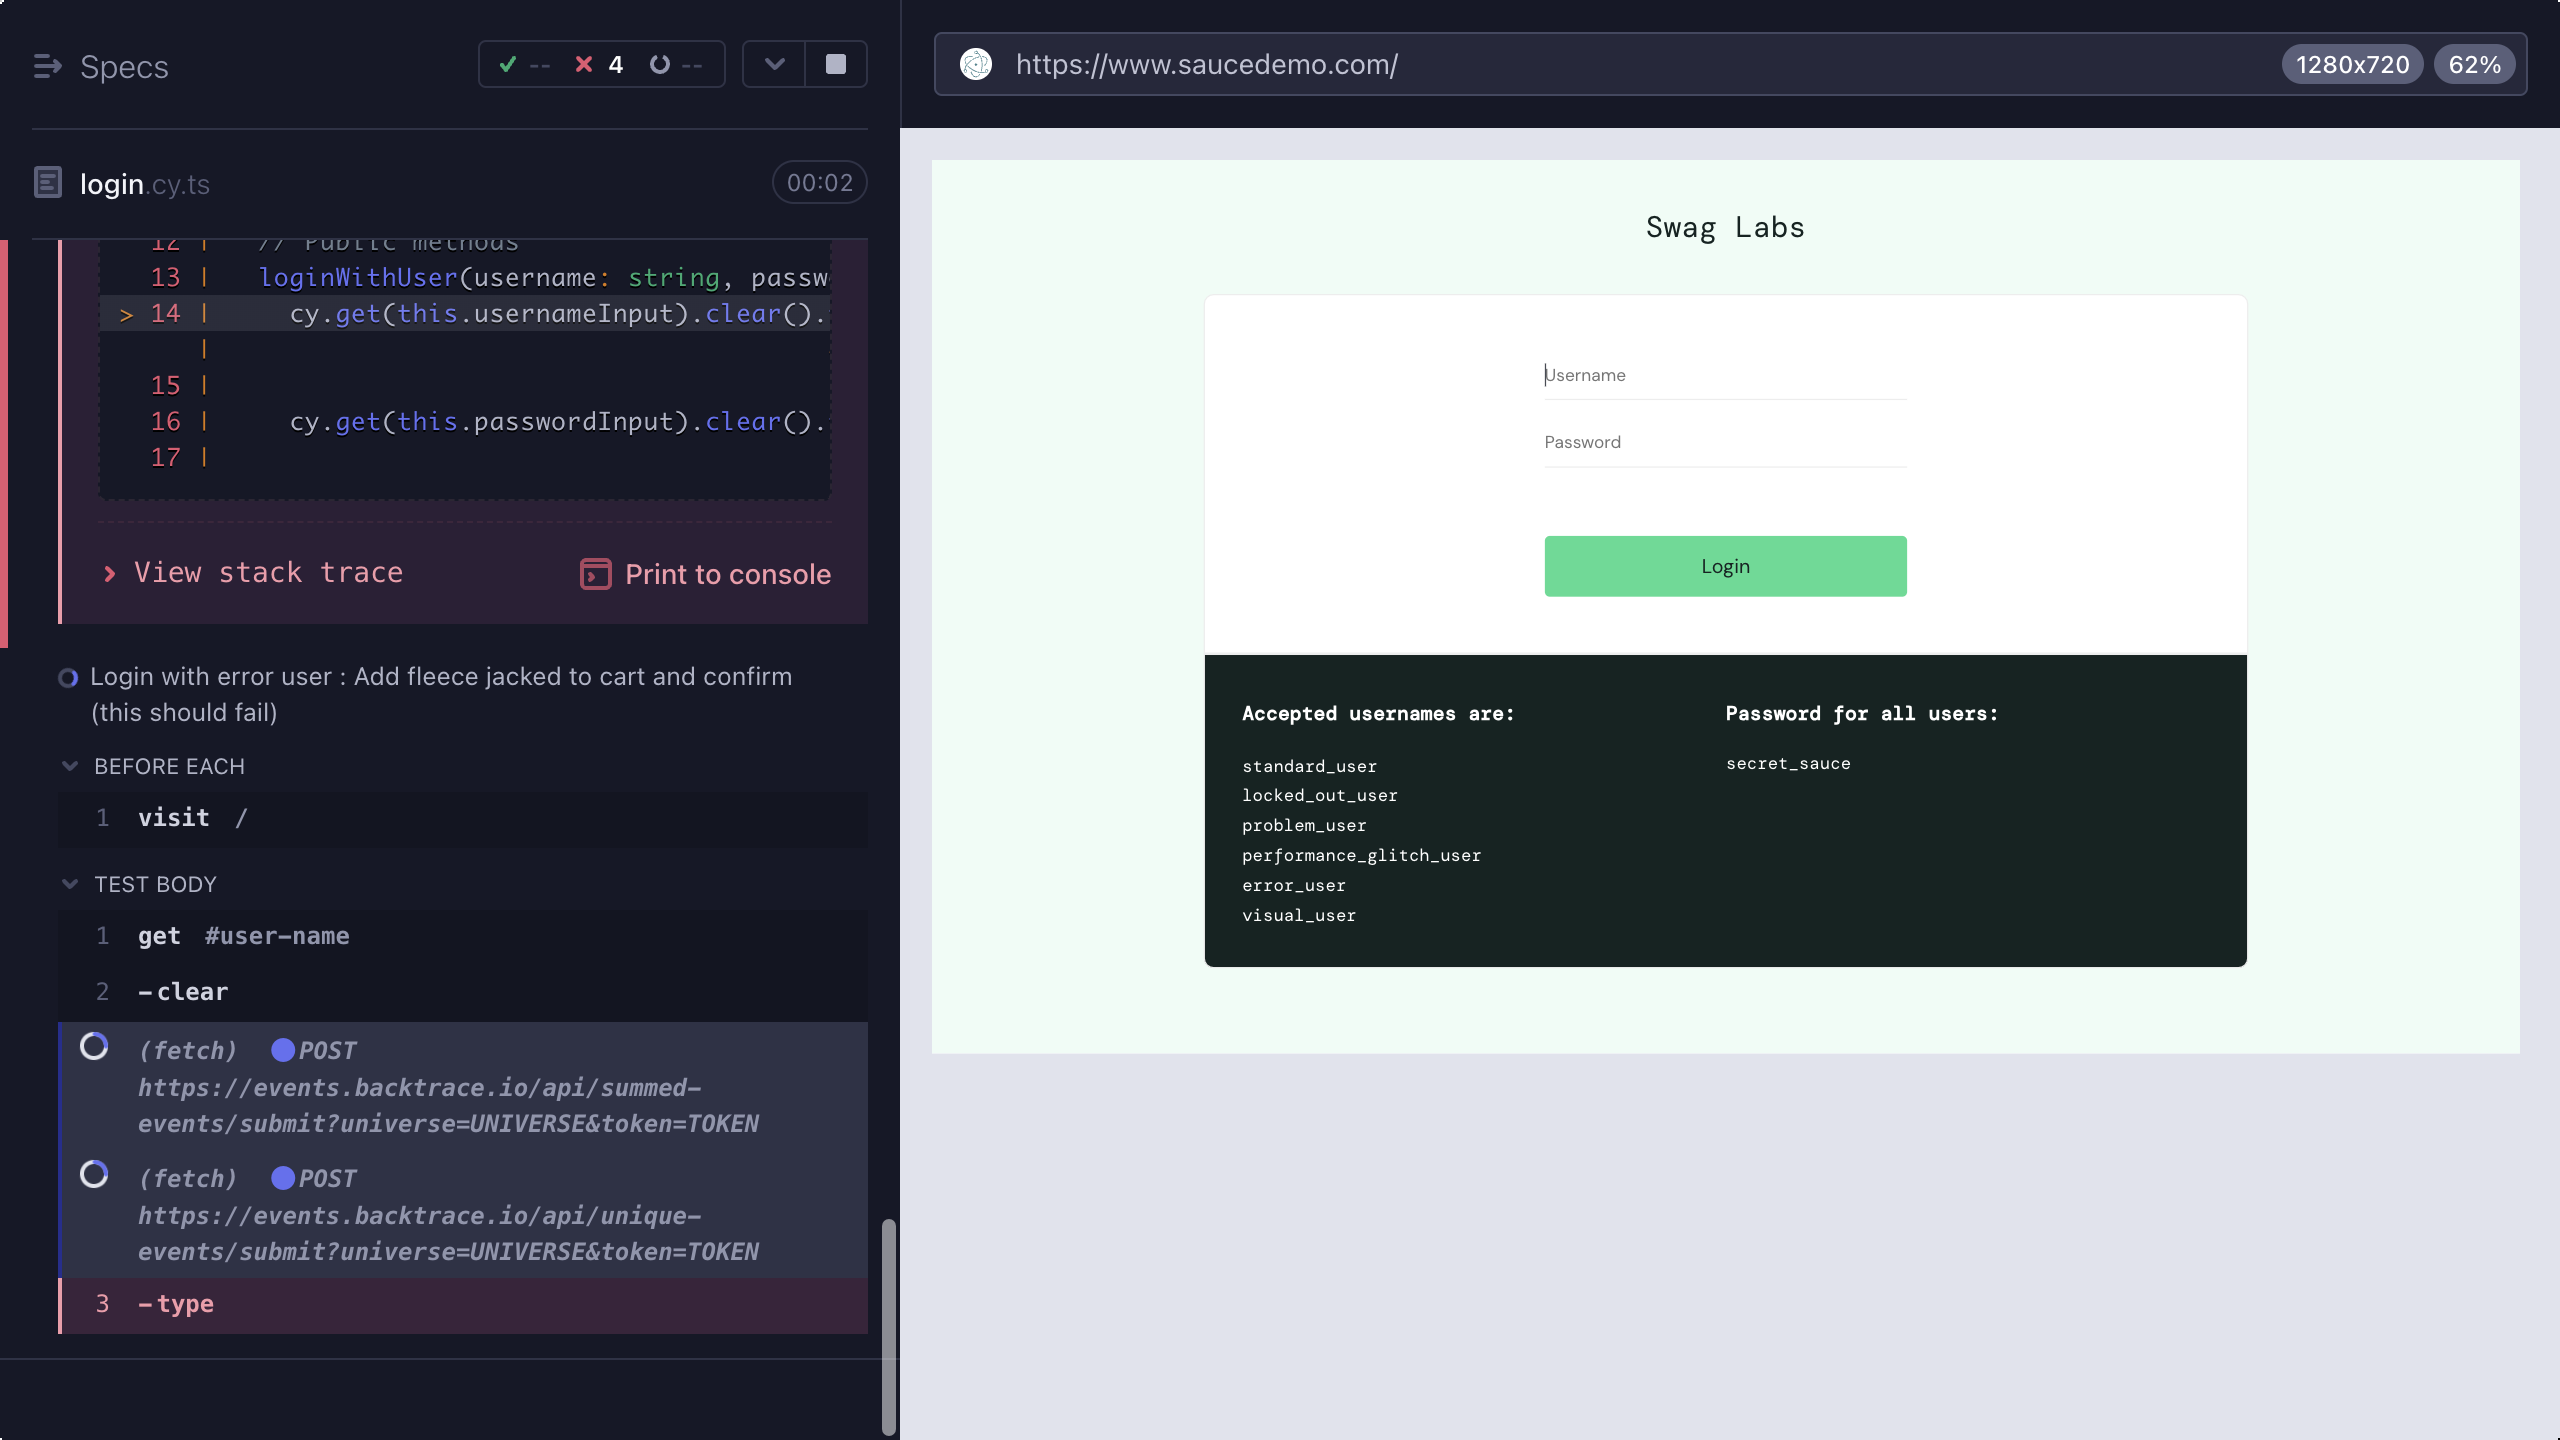 Specs
-- 4 --
login.cy.ts
00:02
12 | // Public methods
13 | loginWithUser(username: string, passw
> 14 | cy.get(this.usernameInput).clear().
|
15 |
16 | cy.get(this.passwordInput).clear().
17 |
View stack trace
Print to console
Login with error user : Add fleece jacked to cart and confirm
(this should fail)
BEFORE EACH
1 visit /
TEST BODY
1 get #user-name
2 -clear
(fetch) POST
https://events.backtrace.io/api/summed-
events/submit?universe=UNIVERSE&token=TOKEN
(fetch) POST
https://events.backtrace.io/api/unique-
events/submit?universe=UNIVERSE&token=TOKEN
3 -type
https://www.saucedemo.com/
1280x720
62%
Swag Labs
Username
Password
Login
Accepted usernames are:
standard_user
locked_out_user
problem_user
performance_glitch_user
error_user
visual_user
Password for all users:
secret_sauce